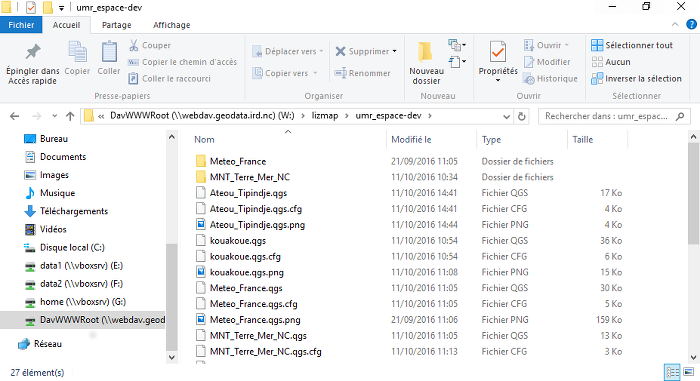 umr_espace-dev
Fichier Accueil Partage Affichage
Épingler dans Accès rapide
Copier
Coller
Couper
Copier le chemin d'accès
Coller le raccourci
Déplacer vers
Copier vers
Supprimer
Renommer
Nouveau dossier
Propriétés
Ouvrir
Modifier
Historique
Sélectionner tout
Aucun
Inverser la sélection
Presse-papiers Organiser Nouveau Ouvrir Sélectionner
« DavWWWRoot (\\webdav.geodata.ird.nc) (W:) › lizmap › umr_espace-dev
Rechercher dans : umr_espac...
Bureau
Documents
Images
Musique
Téléchargements
Vidéos
Disque local (C:)
data1 (\\vboxsrv) (E:)
data2 (\\vboxsrv) (F:)
home (\\vboxsrv) (G:)
DavWWWRoot (\\webdav.geod
Réseau
Nom Modifié le Type Taille
Meteo_France 21/09/2016 11:05 Dossier de fichiers
MNT_Terre_Mer_NC 11/10/2016 10:34 Dossier de fichiers
Ateou_Tipindje.qgs 11/10/2016 14:41 Fichier QGS 17 Ko
Ateou_Tipindje.qgs.cfg 11/10/2016 14:41 Fichier CFG 4 Ko
Ateou_Tipindje.qgs.png 11/10/2016 14:44 Fichier PNG 4 Ko
kouakoue.qgs 11/10/2016 10:54 Fichier QGS 36 Ko
kouakoue.qgs.cfg 11/10/2016 10:54 Fichier CFG 6 Ko
kouakoue.qgs.png 11/10/2016 11:08 Fichier PNG 15 Ko
Meteo_France.qgs 11/10/2016 11:05 Fichier QGS 30 Ko
Meteo_France.qgs.cfg 11/10/2016 11:05 Fichier CFG 5 Ko
Meteo_France.qgs.png 21/09/2016 11:06 Fichier PNG 159 Ko
MNT_Terre_Mer_NC.qgs 11/10/2016 11:05 Fichier QGS 13 Ko
MNT_Terre_Mer_NC.qgs.cfg 11/10/2016 11:13 Fichier CFG 3 Ko
27 élément(s)